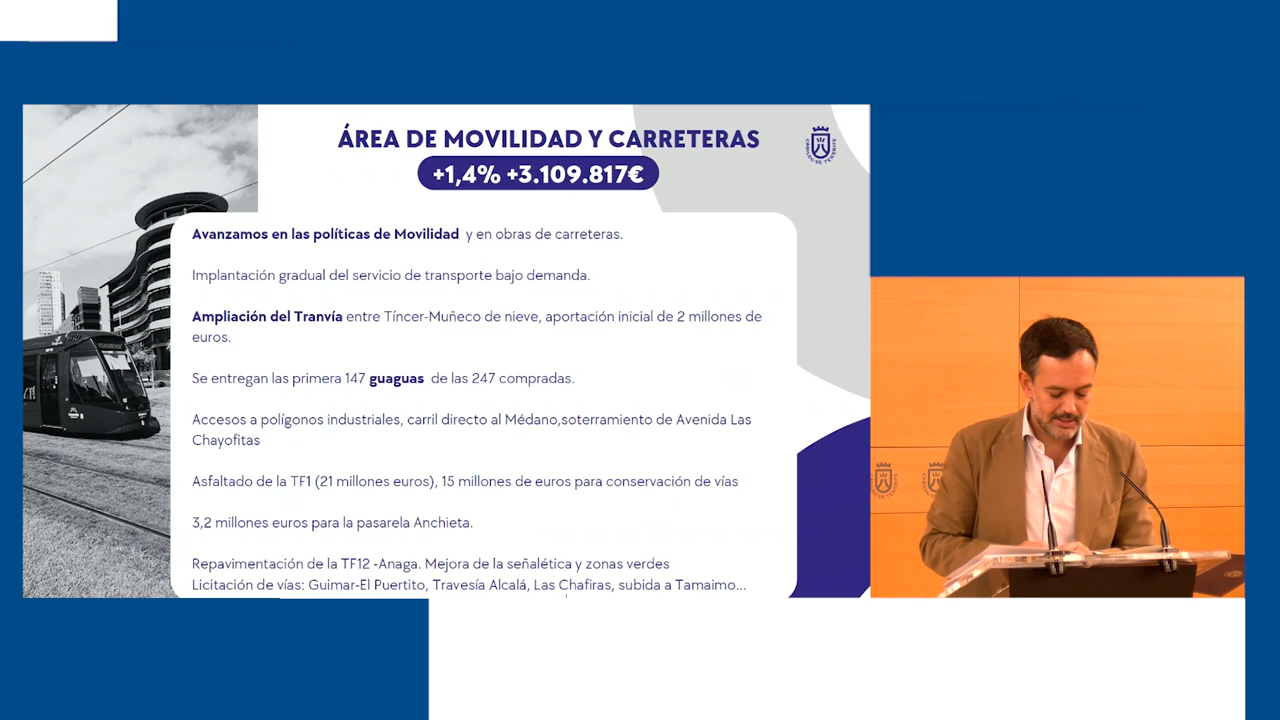 ÁREA DE MOVILIDAD Y CARRETERAS
+1,4% +3.109.817€
CABILDO DE TENERIFE
Avanzamos en las políticas de Movilidad y en obras de carreteras.
Implantación gradual del servicio de transporte bajo demanda.
Ampliación del Tranvía entre Tíncer-Muñeco de nieve, aportación inicial de 2 millones de
euros.
Se entregan las primera 147 guaguas de las 247 compradas.
Accesos a polígonos industriales, carril directo al Médano,soterramiento de Avenida Las
Chayofitas
Asfaltado de la TF1 (21 millones euros), 15 millones de euros para conservación de vías
3,2 millones euros para la pasarela Anchieta.
Repavimentación de la TF12 -Anaga. Mejora de la señalética y zonas verdes
Licitación de vías: Guimar-El Puertito, Travesía Alcalá, Las Chafiras, subida a Tamaimo...